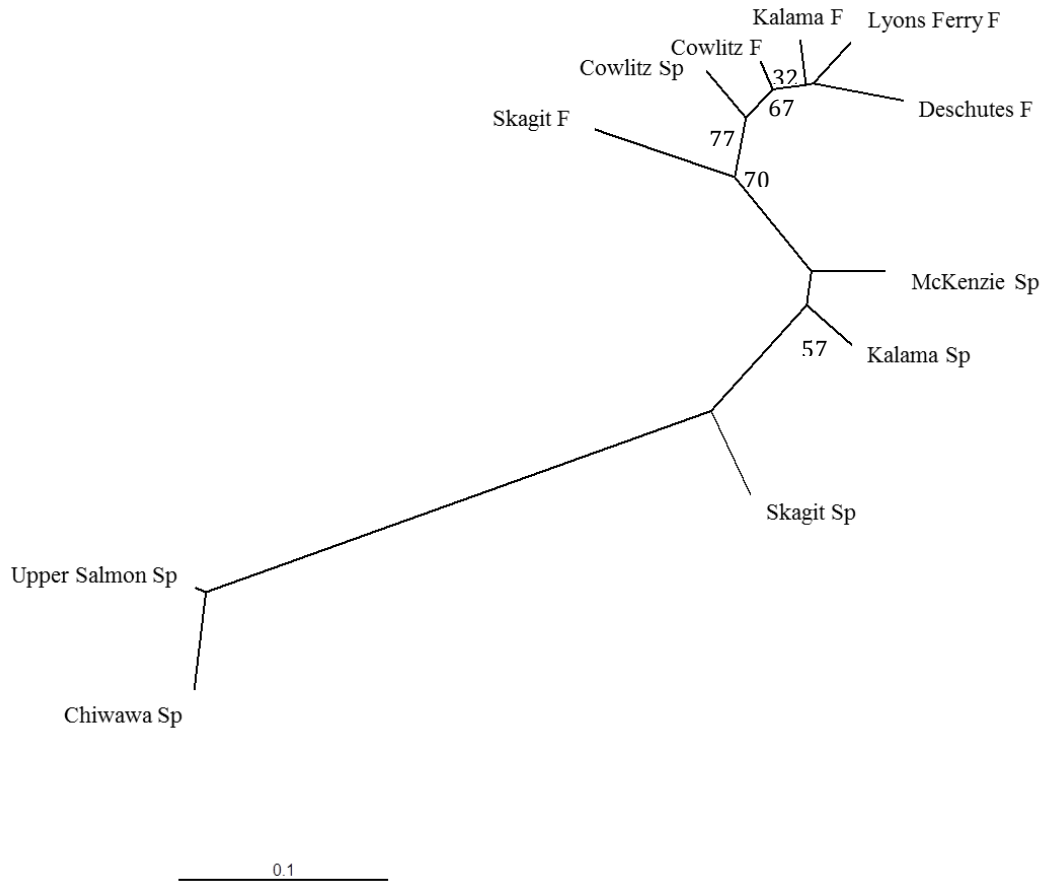 Kalama F
Lyons Ferry F
Cowlitz F
Cowlitz Sp
32
67
Deschutes F
Skagit F
77
70
McKenzie Sp
57
Kalama Sp
Skagit Sp
Upper Salmon Sp
Chiwawa Sp
0.1